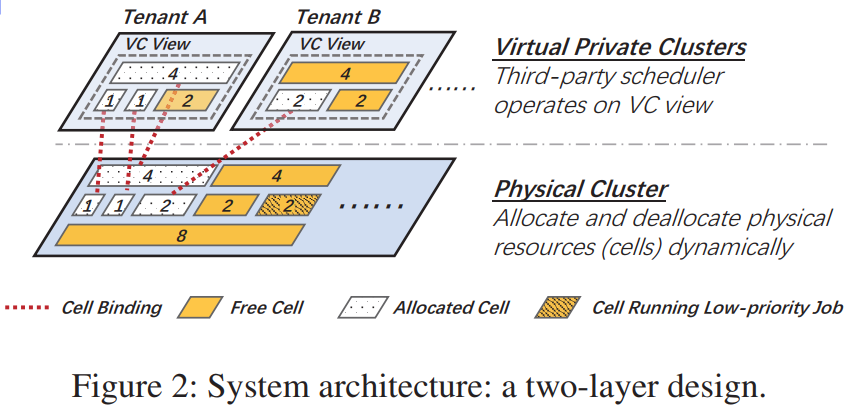 Tenant A
Tenant B
VC View
VC View
4
4
1 1 2
2 2
......
Virtual Private Clusters
Third-party scheduler
operates on VC view
4 4
1 1 2 2 2
......
8
Physical Cluster
Allocate and deallocate physical
resources (cells) dynamically
Cell Binding
Free Cell
Allocated Cell
Cell Running Low-priority Job
Figure 2: System architecture: a two-layer design.